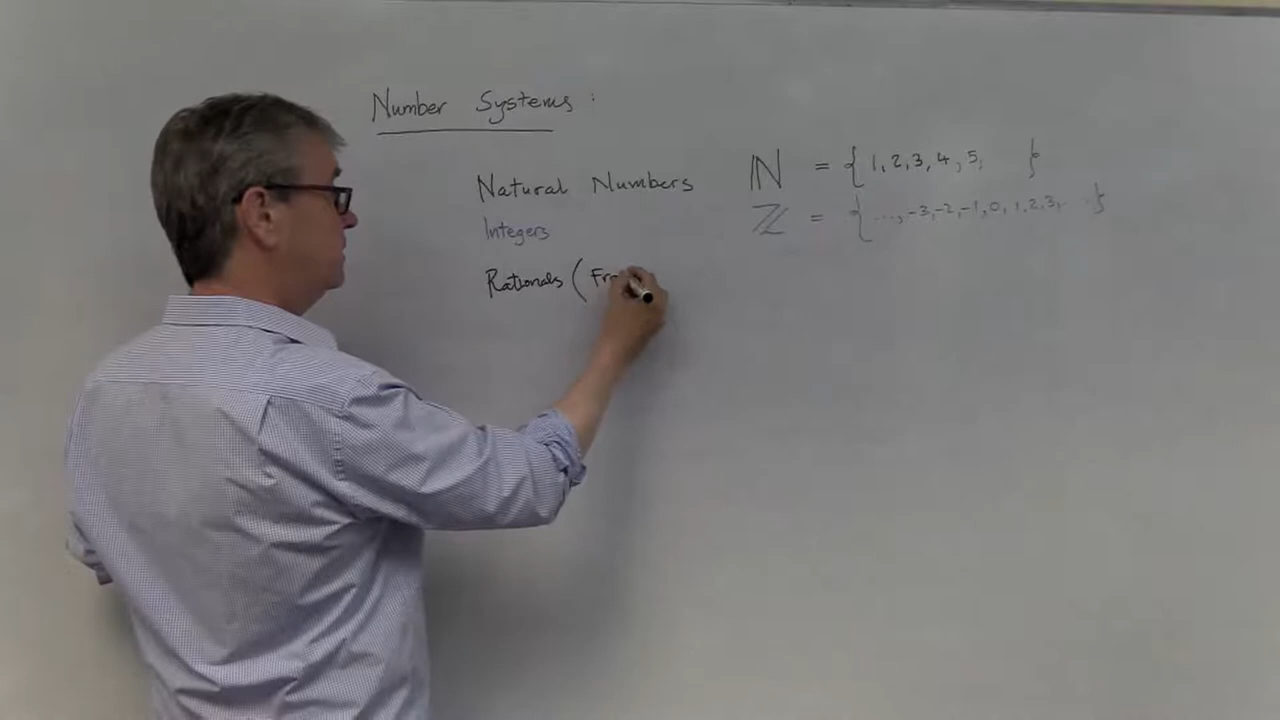 Number Systems :
Natural Numbers ℕ = { 1, 2, 3, 4, 5, }
Integers ℤ = { ..., -3, -2, -1, 0, 1, 2, 3, . . }
Rationals ( Fr